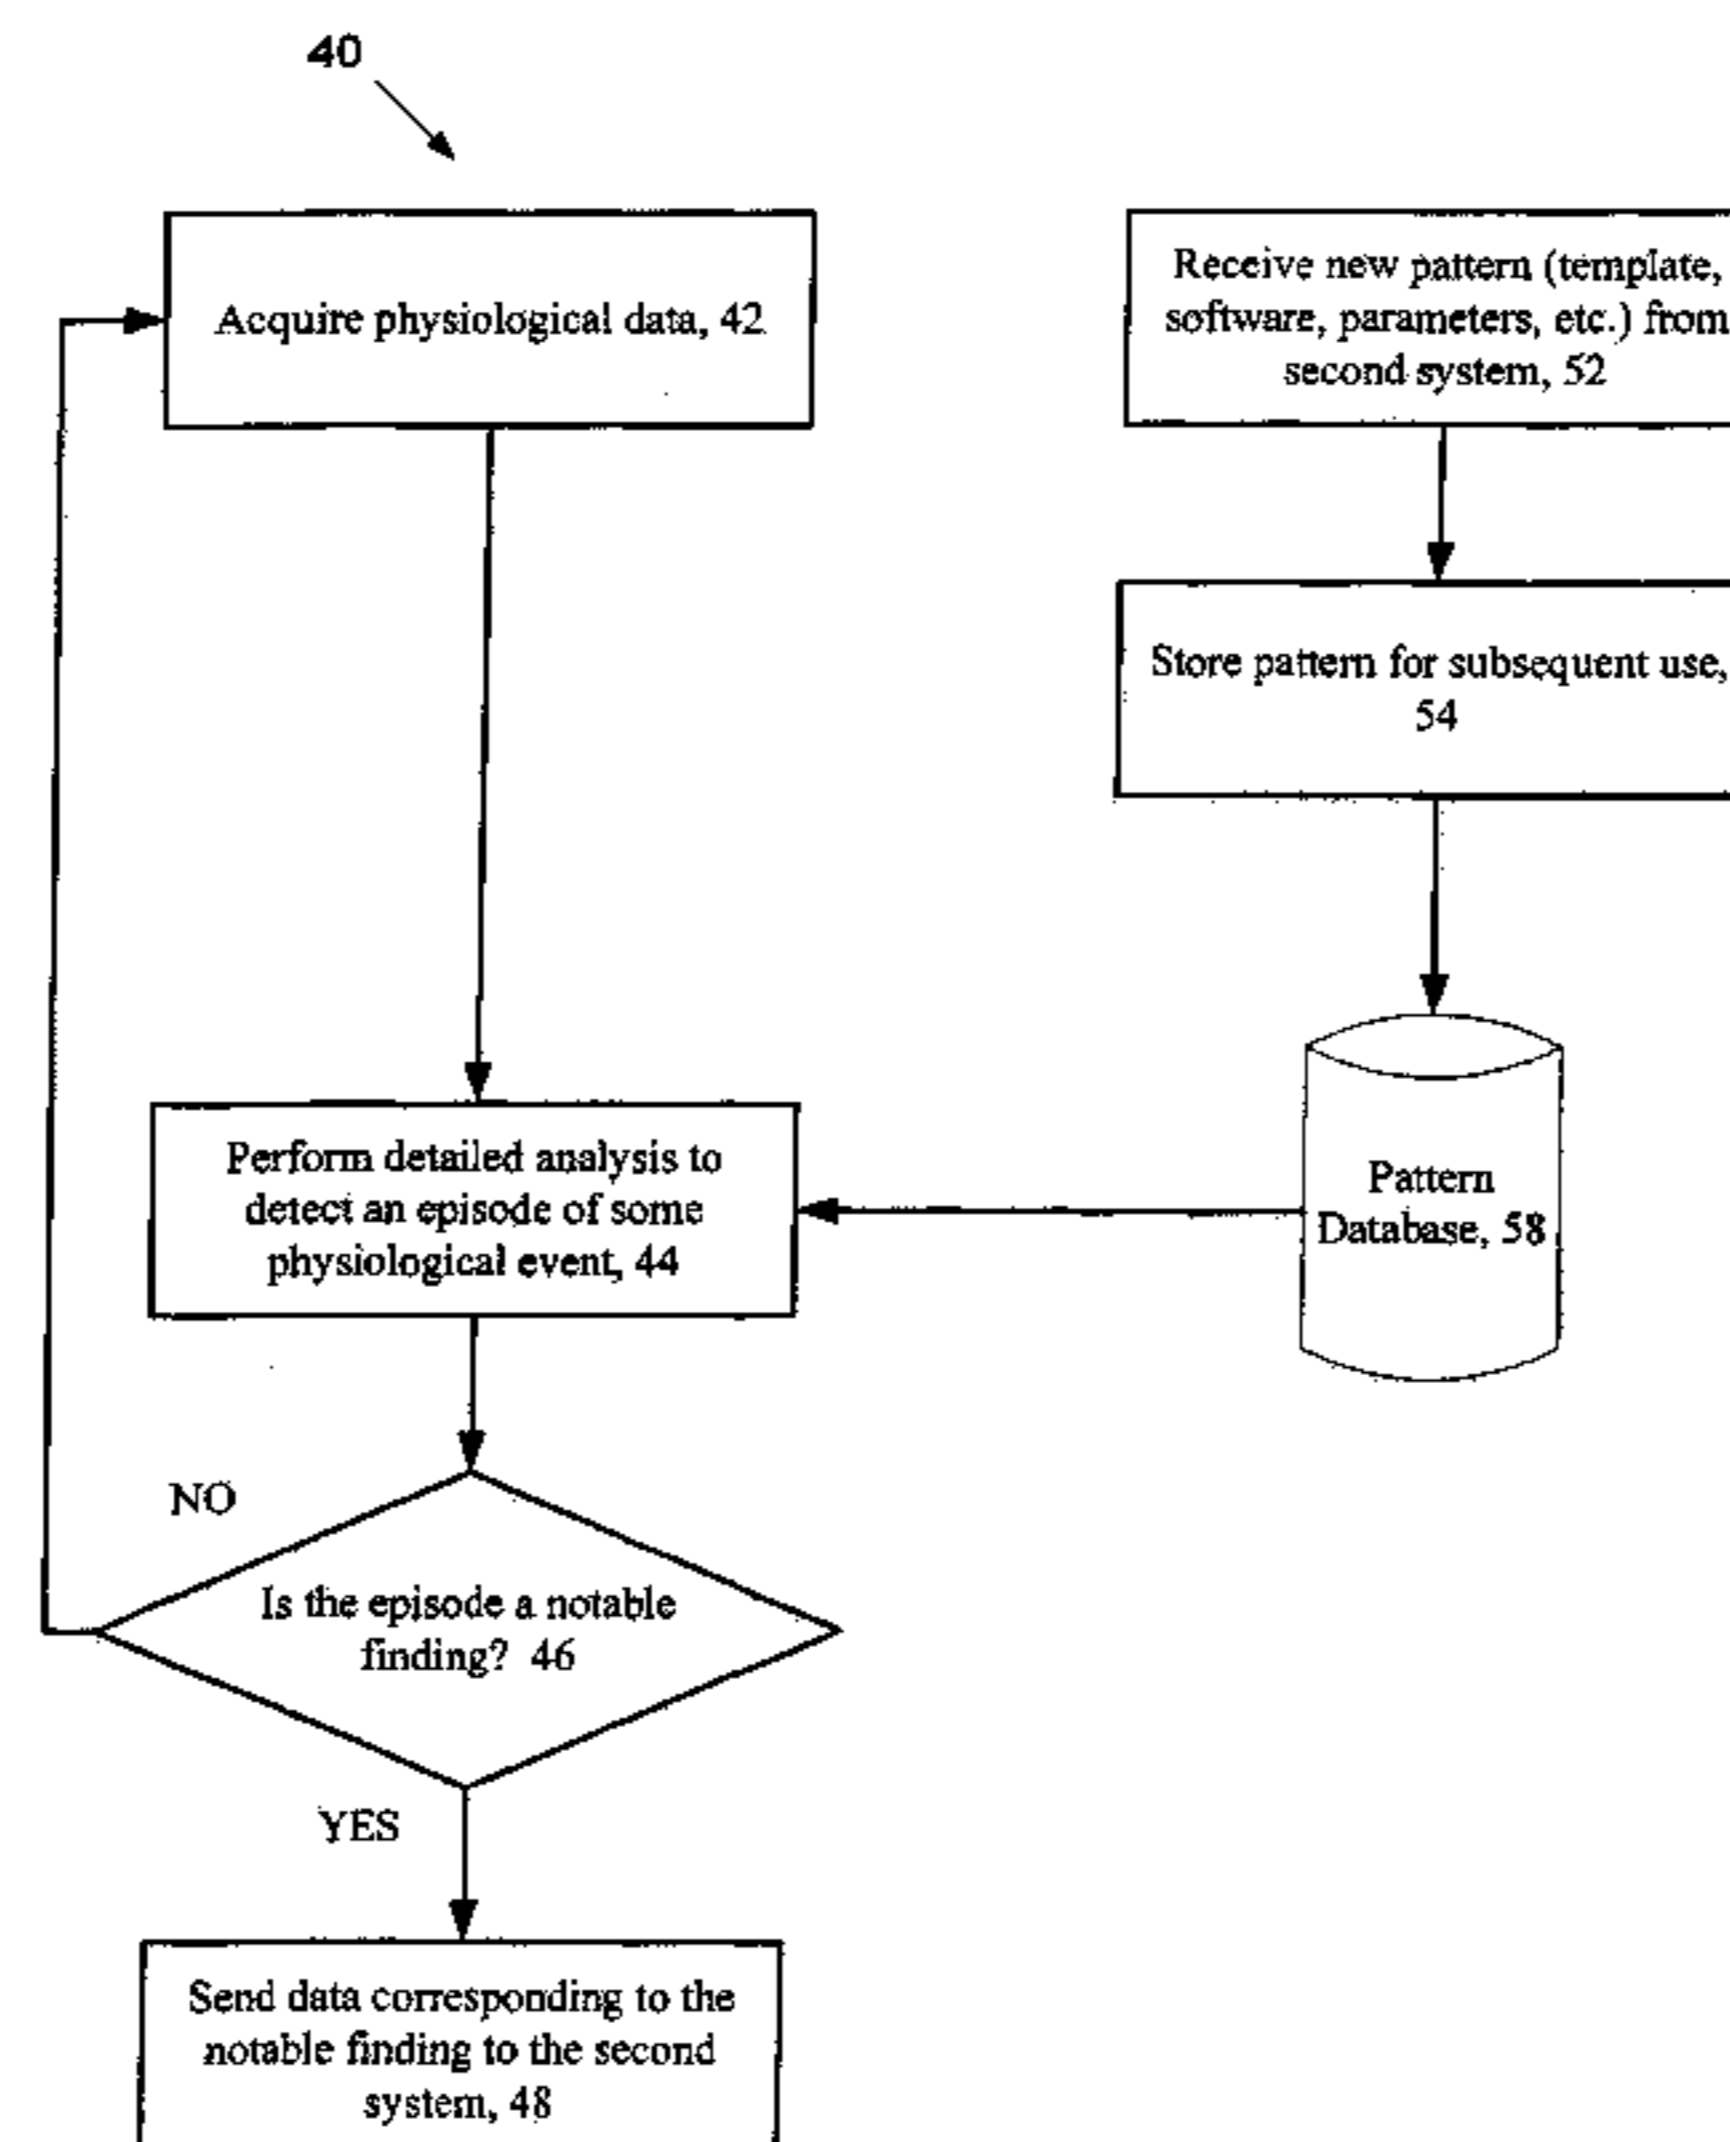 40
Acquire physiological data, 42
Receive new pattern (template,
software, parameters, etc.) from
second system, 52
Store pattern for subsequent use,
54
Perform detailed analysis to
detect an episode of some
physiological event, 44
Pattern
Database, 58
NO
Is the episode a notable
finding? 46
YES
Send data corresponding to the
notable finding to the second
system, 48